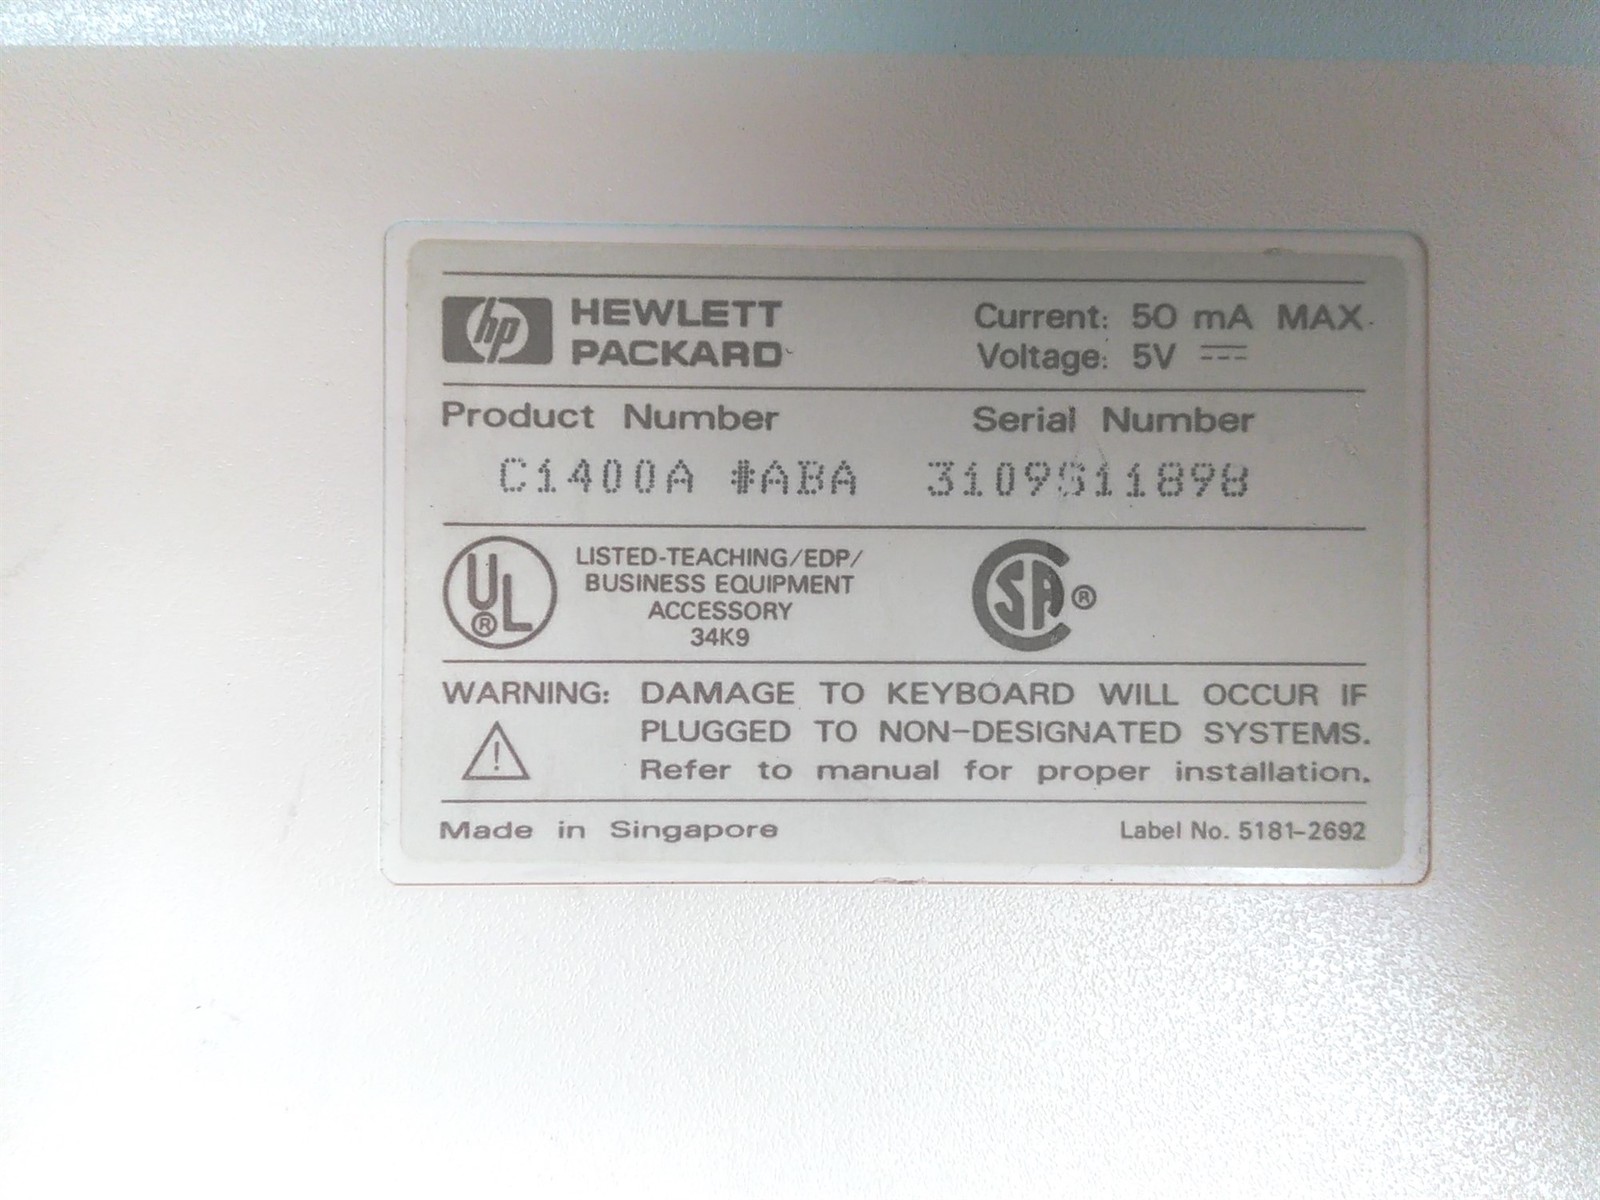 hp HEWLETT PACKARD
Current: 50 mA MAX.
Voltage: 5V
Product Number Serial Number
C1400A #ABA 3109S11898
UL ® LISTED-TEACHING/EDP/
BUSINESS EQUIPMENT
ACCESSORY
34K9
CSA ®
WARNING: DAMAGE TO KEYBOARD WILL OCCUR IF
PLUGGED TO NON-DESIGNATED SYSTEMS.
! Refer to manual for proper installation.
Made in Singapore Label No. 5181-2692